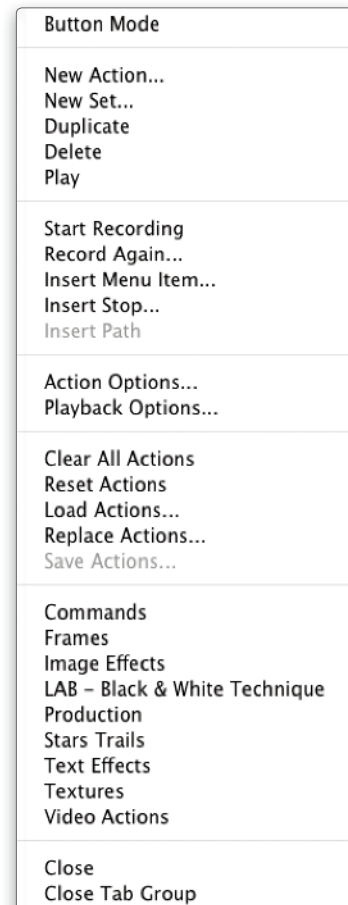 Button Mode
New Action...
New Set...
Duplicate
Delete
Play
Start Recording
Record Again...
Insert Menu Item...
Insert Stop...
Insert Path
Action Options...
Playback Options...
Clear All Actions
Reset Actions
Load Actions...
Replace Actions...
Save Actions...
Commands
Frames
Image Effects
LAB – Black & White Technique
Production
Stars Trails
Text Effects
Textures
Video Actions
Close
Close Tab Group